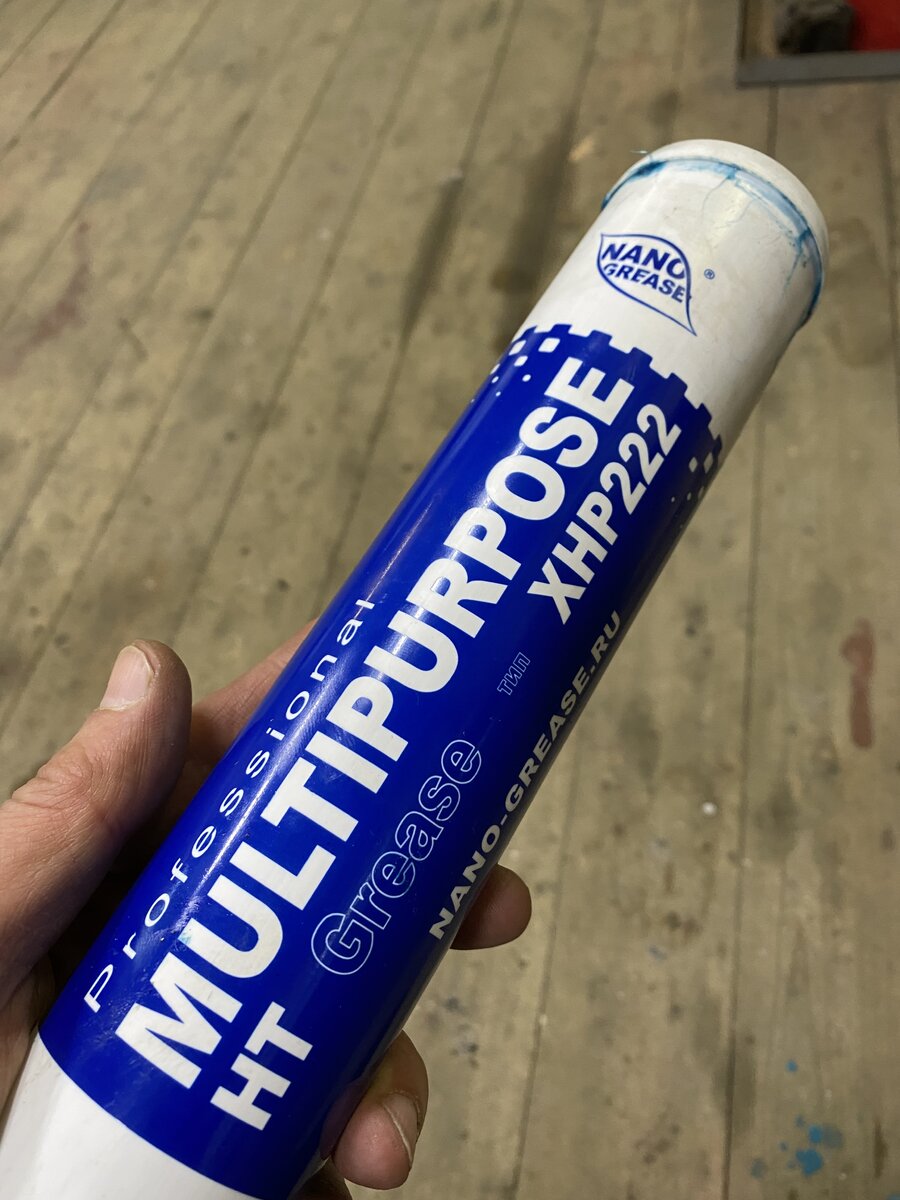 NANO
GREASE
®
Professional
MULTIPURPOSE
HT Grease тип XHP222
NANO-GREASE.RU